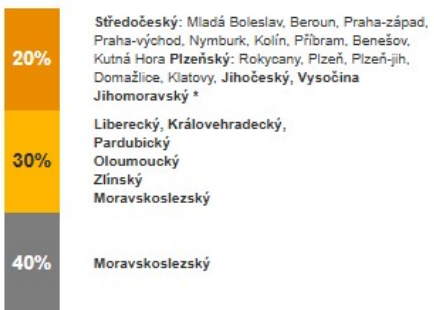 20%
Středočeský: Mladá Boleslav, Beroun, Praha-západ,
Praha-východ, Nymburk, Kolín, Příbram, Benešov,
Kutná Hora Plzeňský: Rokycany, Plzeň, Plzeň-jih,
Domažlice, Klatovy, Jihočeský, Vysočina
Jihomoravský *
30%
Liberecký, Královehradecký,
Pardubický
Oloumoucký
Zlínský
Moravskoslezský
40%
Moravskoslezský